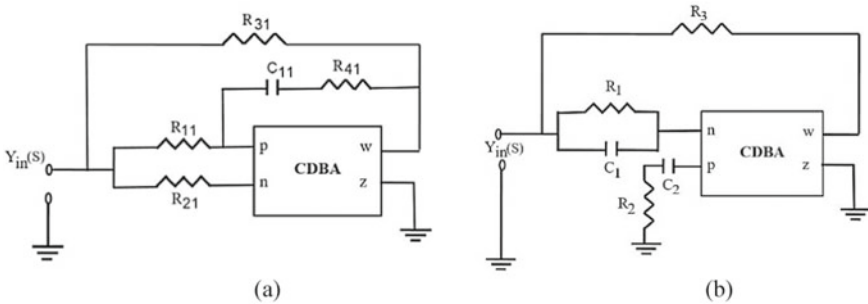 R31
C11
R41
R11
p
w
Yin(S)
CDBA
n
z
R21
(a)
R3
R1
n
w
Yin(S)
C1
CDBA
p
z
C2
R2
(b)